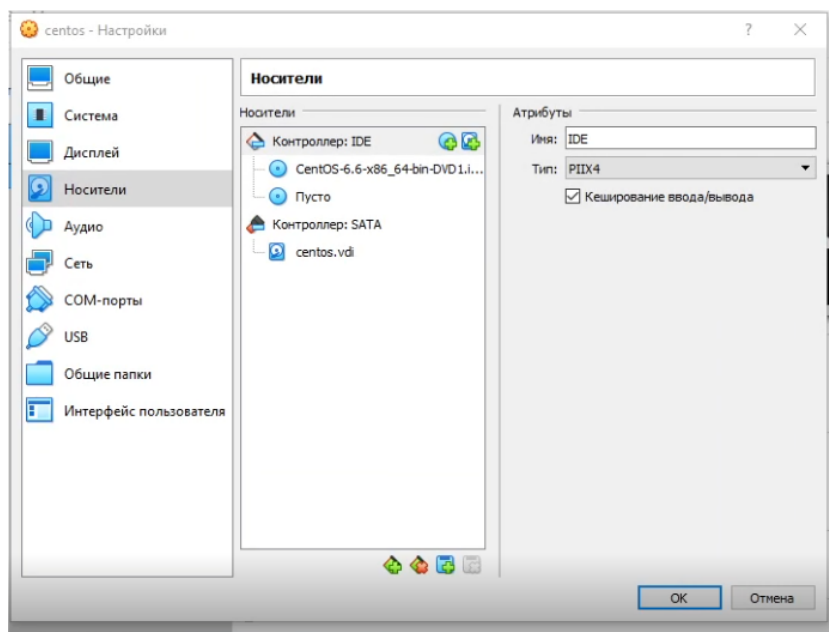 centos - Настройки
?
Общие
Система
Дисплей
Носители
Аудио
Сеть
COM-порты
USB
Общие папки
Интерфейс пользователя
Носители
Носители
Контроллер: IDE
CentOS-6.6-x86_64-bin-DVD1.i...
Пусто
Контроллер: SATA
centos.vdi
Атрибуты
Имя: IDE
Тип: PIIX4
Кеширование ввода/вывода
OK
Отмена